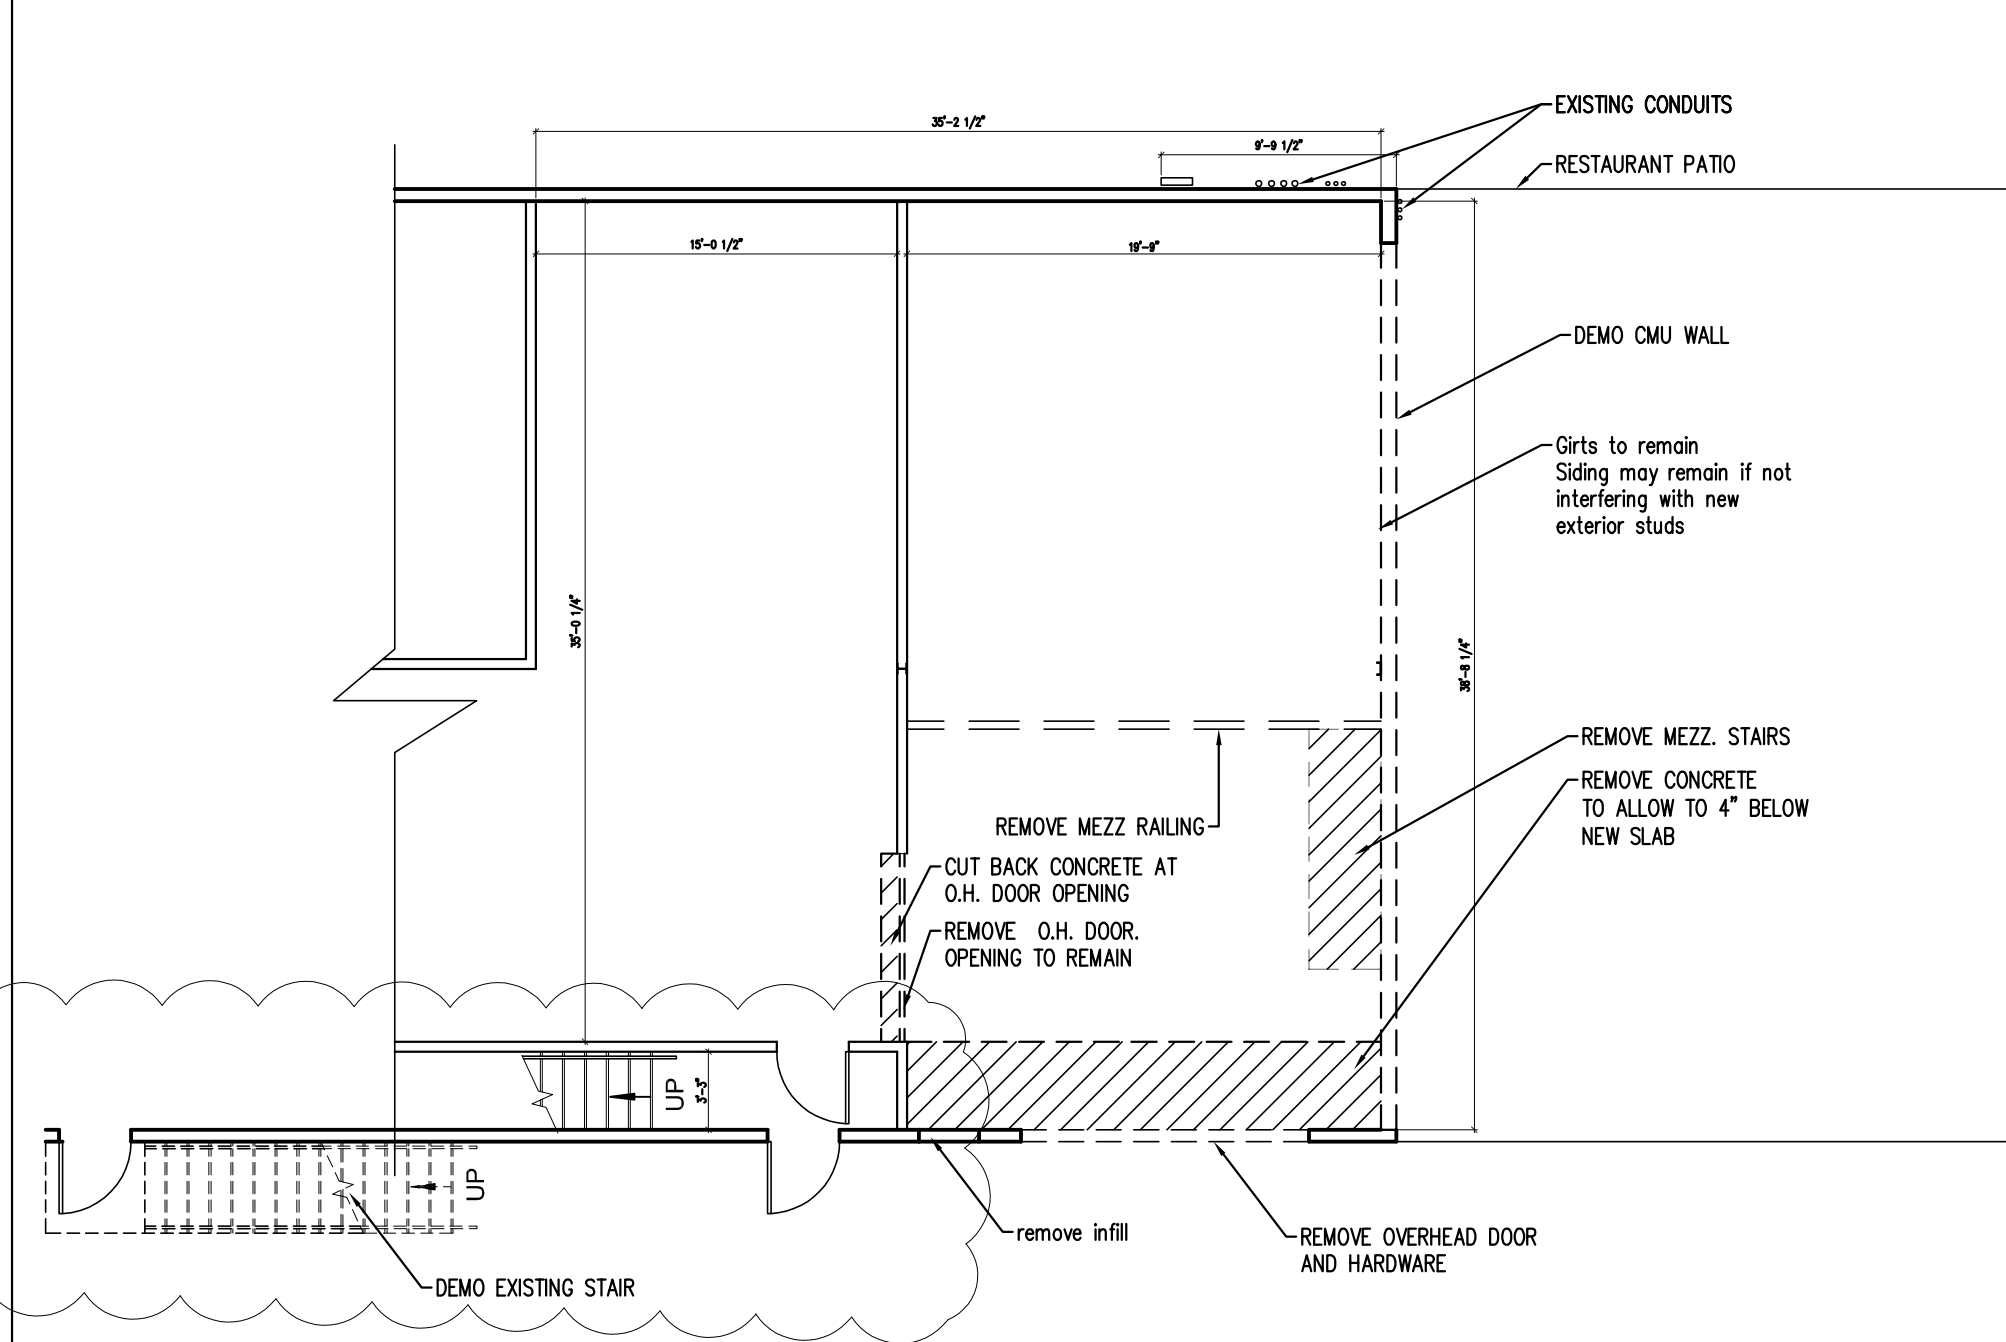 EXISTING CONDUITS
35'-2 1/2"
9'-9 1/2"
RESTAURANT PATIO
15'-0 1/2"
19'-9"
DEMO CMU WALL
Girts to remain
Siding may remain if not
interfering with new
exterior studs
35'-0 1/4"
38'-8 1/4"
REMOVE MEZZ. STAIRS
REMOVE CONCRETE
TO ALLOW TO 4" BELOW
NEW SLAB
REMOVE MEZZ RAILING
CUT BACK CONCRETE AT
O.H. DOOR OPENING
REMOVE O.H. DOOR.
OPENING TO REMAIN
UP
3'-3"
UP
remove infill
REMOVE OVERHEAD DOOR
AND HARDWARE
DEMO EXISTING STAIR